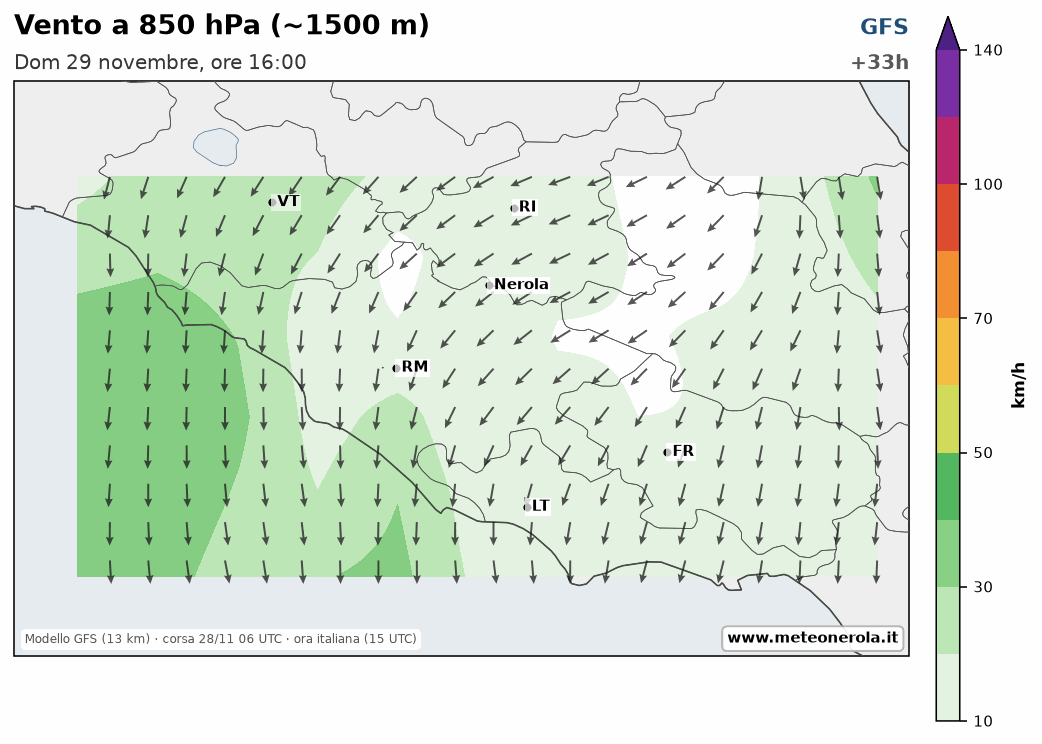 Vento a 850 hPa (~1500 m)
GFS
Dom 29 novembre, ore 16:00
+33h
140
100
70
50
30
10
km/h
VT
RI
Nerola
RM
FR
LT
Modello GFS (13 km) · corsa 28/11 06 UTC · ora italiana (15 UTC)
www.meteonerola.it